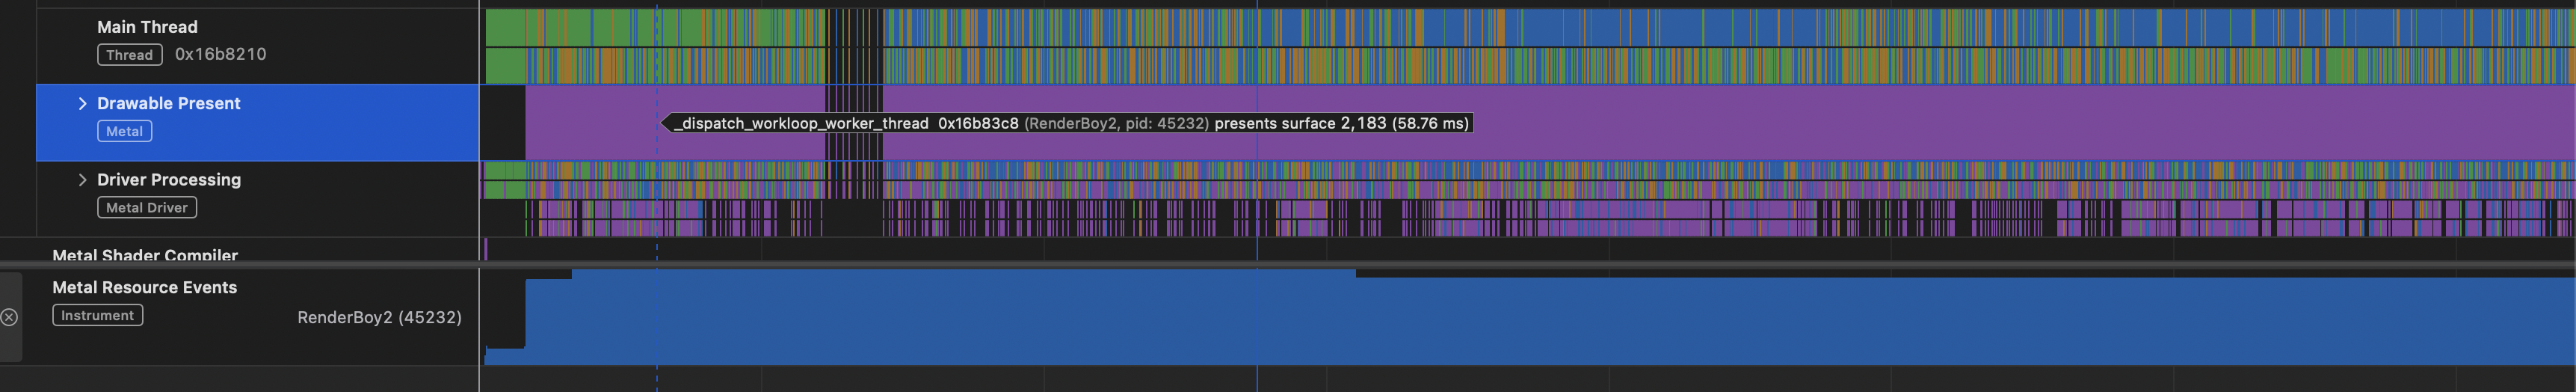 Main Thread
Thread 0x16b8210
Drawable Present
Metal
_dispatch_workloop_worker_thread 0x16b83c8 (RenderBoy2, pid: 45232) presents surface 2,183 (58.76 ms)
Driver Processing
Metal Driver
Metal Shader Compiler
Metal Resource Events
Instrument RenderBoy2 (45232)